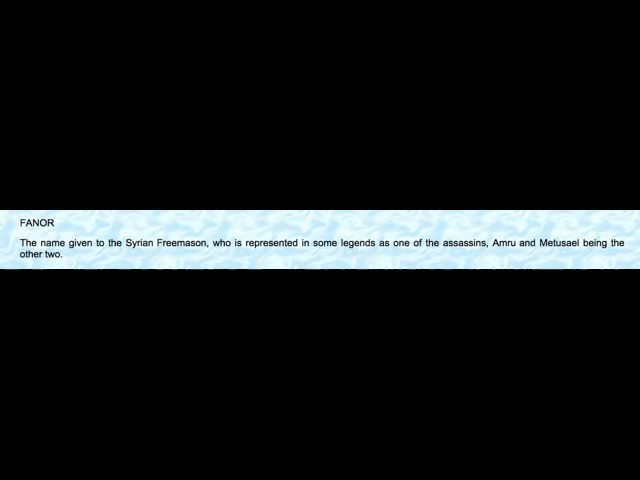 FANOR
The name given to the Syrian Freemason, who is represented in some legends as one of the assassins, Amru and Metusael being the
other two.